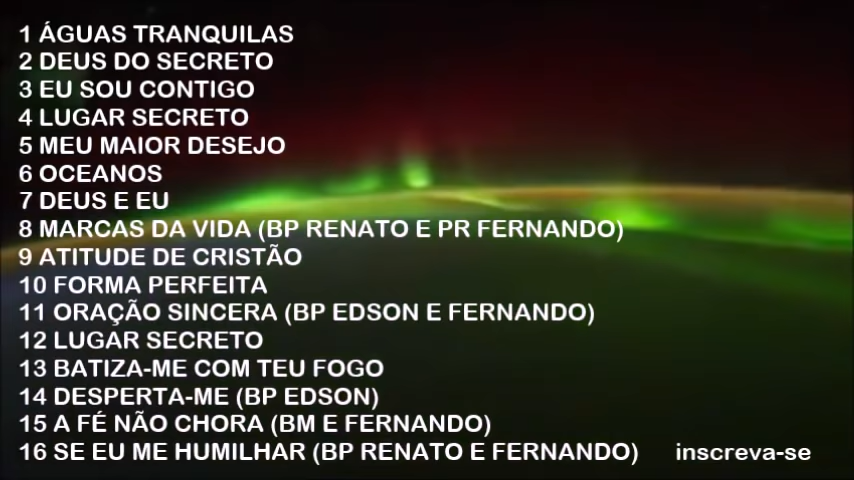 1 ÁGUAS TRANQUILAS
2 DEUS DO SECRETO
3 EU SOU CONTIGO
4 LUGAR SECRETO
5 MEU MAIOR DESEJO
6 OCEANOS
7 DEUS E EU
8 MARCAS DA VIDA (BP RENATO E PR FERNANDO)
9 ATITUDE DE CRISTÃO
10 FORMA PERFEITA
11 ORAÇÃO SINCERA (BP EDSON E FERNANDO)
12 LUGAR SECRETO
13 BATIZA-ME COM TEU FOGO
14 DESPERTA-ME (BP EDSON)
15 A FÉ NÃO CHORA (BM E FERNANDO)
16 SE EU ME HUMILHAR (BP RENATO E FERNANDO) inscreva-se